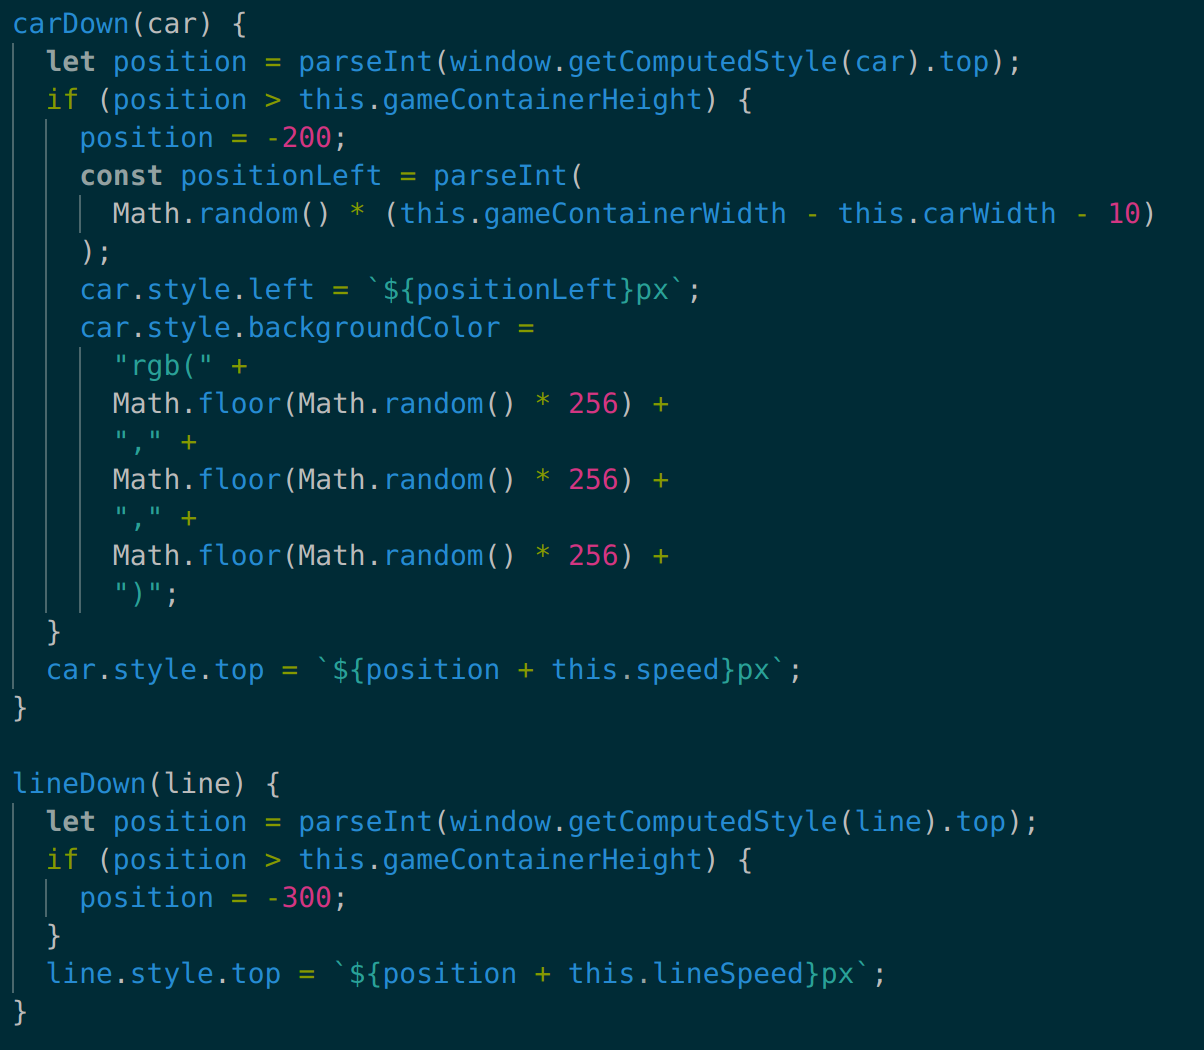 carDown(car) {
  let position = parseInt(window.getComputedStyle(car).top);
  if (position > this.gameContainerHeight) {
    position = -200;
    const positionLeft = parseInt(
      Math.random() * (this.gameContainerWidth - this.carWidth - 10)
    );
    car.style.left = `${positionLeft}px`;
    car.style.backgroundColor =
      "rgb(" +
      Math.floor(Math.random() * 256) +
      "," +
      Math.floor(Math.random() * 256) +
      "," +
      Math.floor(Math.random() * 256) +
      ")";
  }
  car.style.top = `${position + this.speed}px`;
}

lineDown(line) {
  let position = parseInt(window.getComputedStyle(line).top);
  if (position > this.gameContainerHeight) {
    position = -300;
  }
  line.style.top = `${position + this.lineSpeed}px`;
}